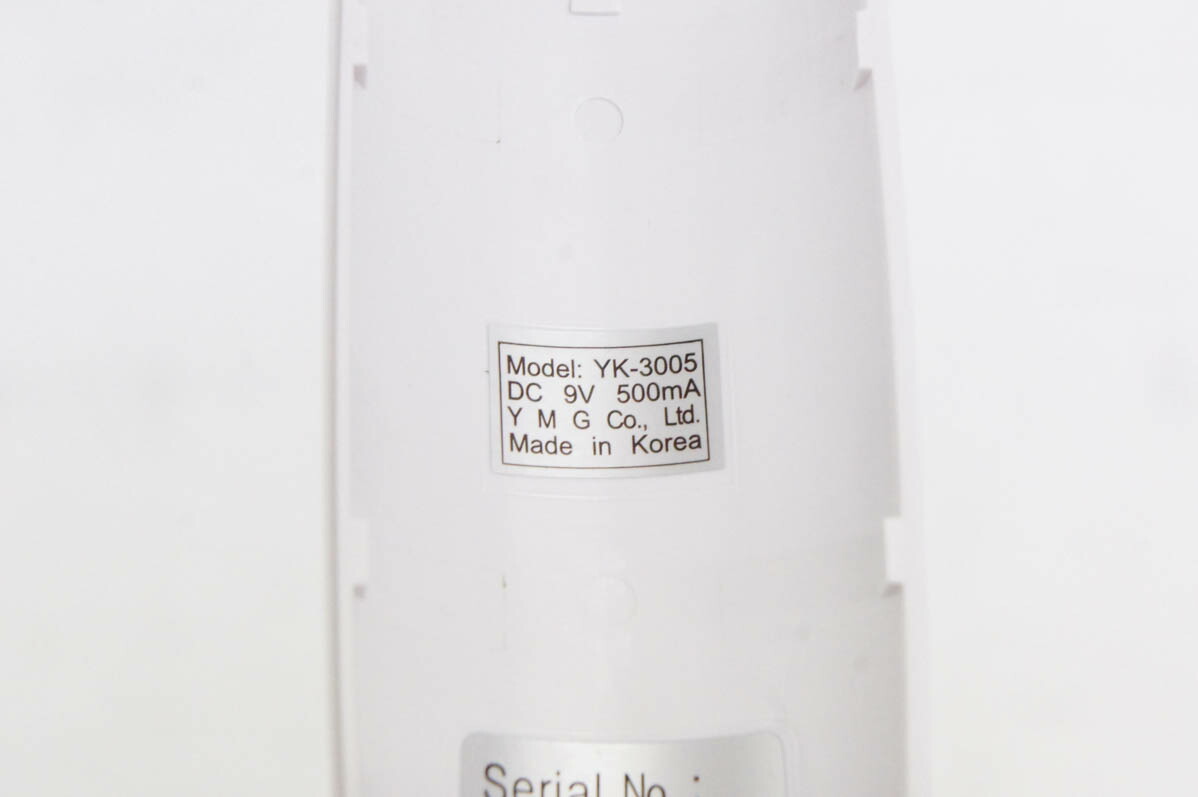 Model: YK-3005
DC 9V 500mA
Y M G Co., Ltd.
Made in Korea
Serial No. :